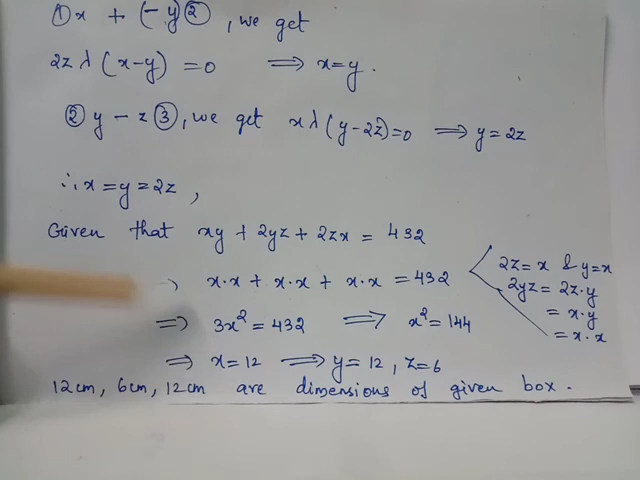 ①x + (-y)②, we get
2zλ(x-y) = 0 ⟹ x=y.
② y - z③, we get xλ(y-2z)=0 ⟹ y=2z
∴ x=y=2z,
Given that xy + 2yz + 2zx = 432
⇒ x·x + x·x + x·x = 432
2z=x & y=x
2yz = 2z·y
= x·y
= x·x
⇒ 3x² = 432 ⟹ x² = 144
⇒ x=12 ⟹ y=12, z=6
12cm, 6cm, 12cm are dimensions of given box.